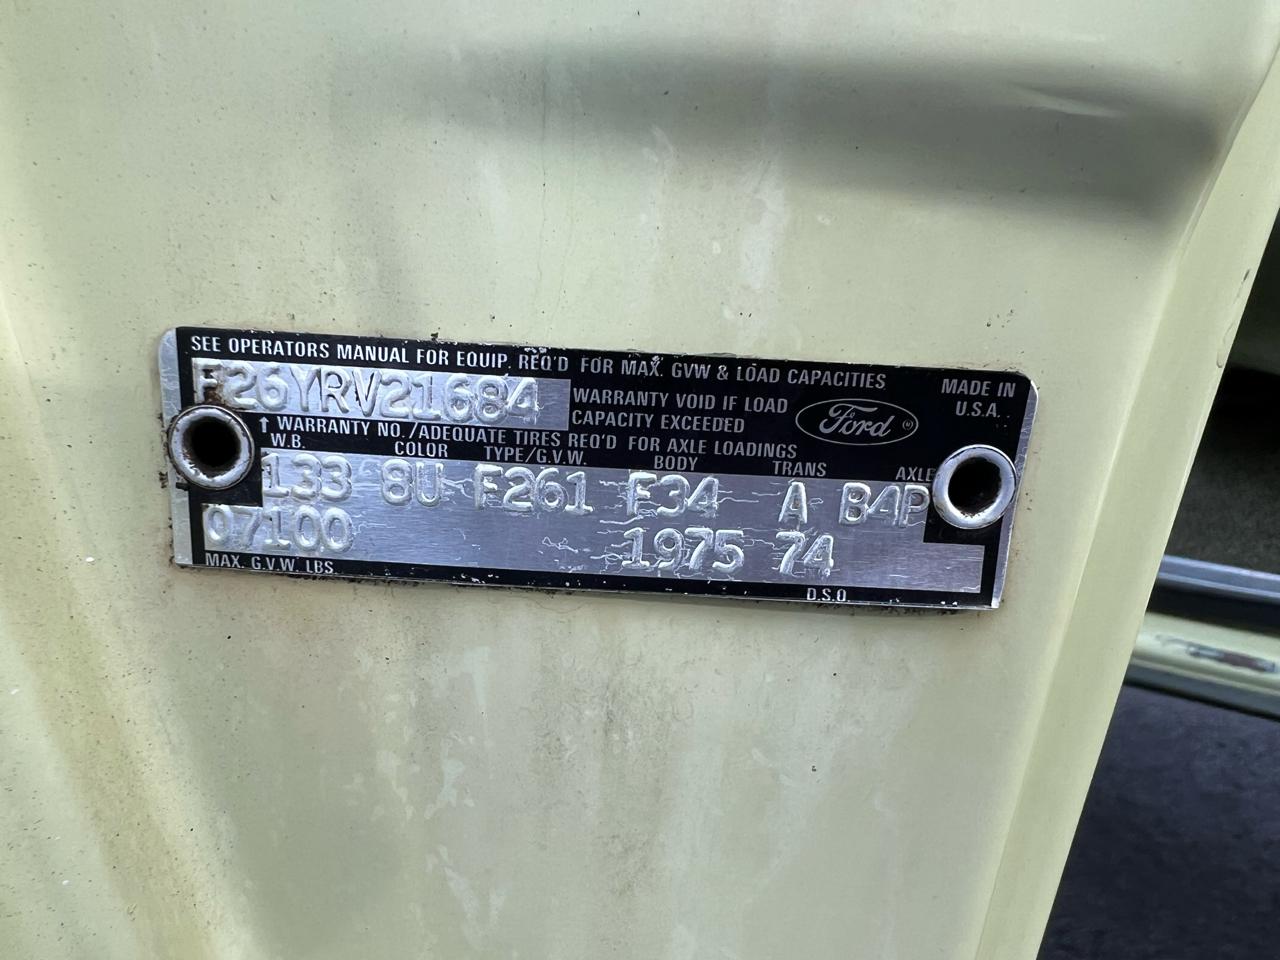 SEE OPERATORS MANUAL FOR EQUIP. REQ'D FOR MAX. GVW & LOAD CAPACITIES
MADE IN
U.S.A.
F26YRV21684
WARRANTY VOID IF LOAD
CAPACITY EXCEEDED
Ford
↑ WARRANTY NO./ADEQUATE TIRES REQ'D FOR AXLE LOADINGS
W.B. COLOR TYPE/G.V.W. BODY TRANS AXLE
133 8U F261 F34 A B4P
07100 1975 74
MAX. G.V.W. LBS. D.S.O.